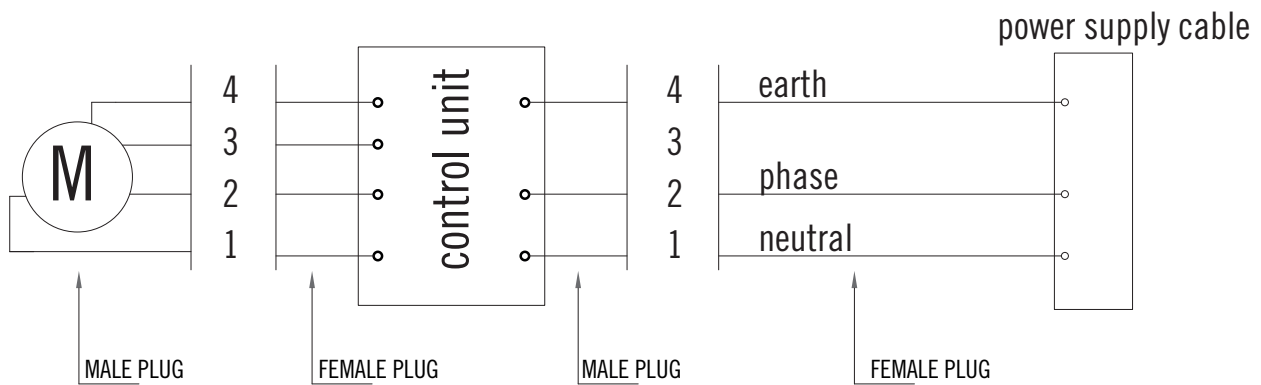 power supply cable
4
4
earth
M
3
control unit
3
2
2
phase
1
1
neutral
MALE PLUG
FEMALE PLUG
MALE PLUG
FEMALE PLUG